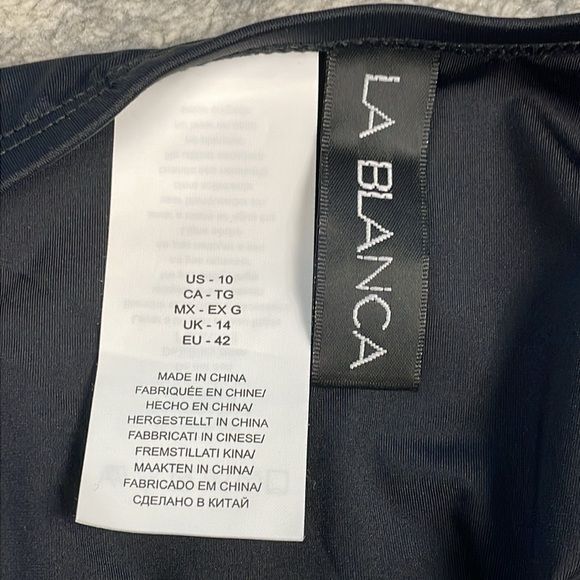 LA BLANCA
US - 10
CA - TG
MX - EX G
UK - 14
EU - 42
MADE IN CHINA
FABRIQUÉE EN CHINE/
HECHO EN CHINA/
HERGESTELLT IN CHINA
FABBRICATI IN CINESE/
FREMSTILLATI KINA/
MAAKTEN IN CHINA/
FABRICADO EM CHINA/
СДЕЛАНО В КИТАЙ